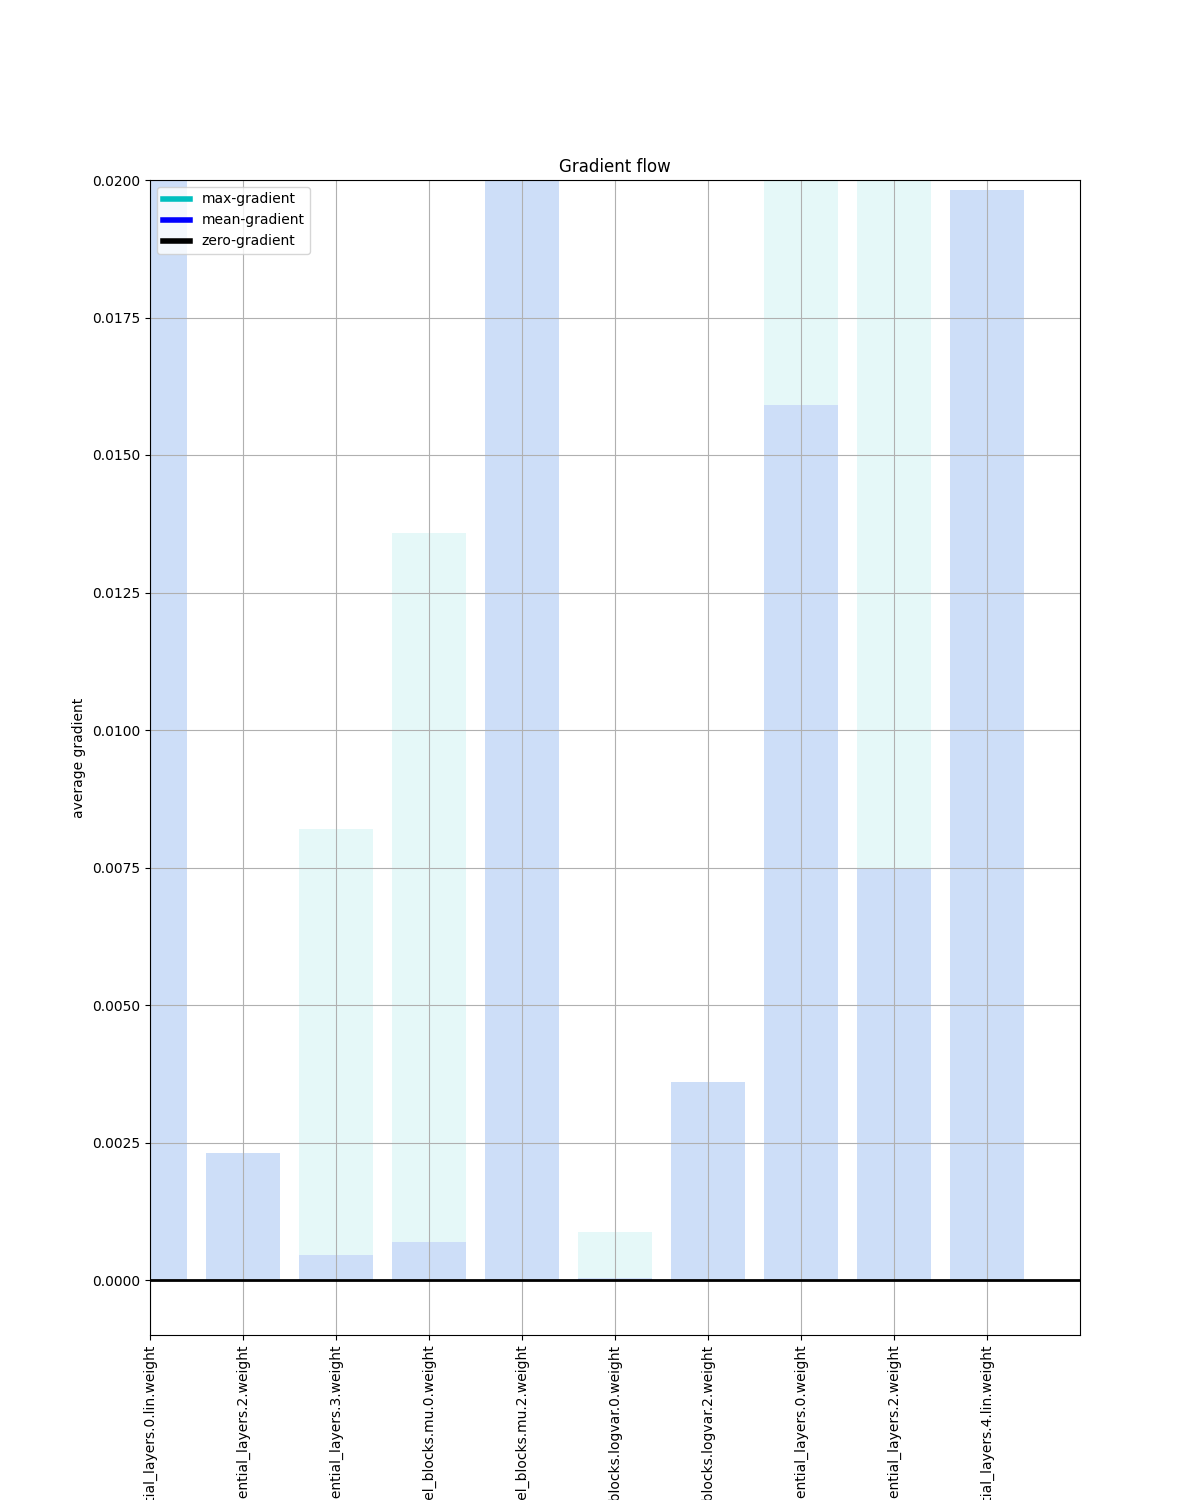 Gradient flow
max-gradient
mean-gradient
zero-gradient
0.0200
0.0175
0.0150
0.0125
0.0100
0.0075
0.0050
0.0025
0.0000
average gradient
tial_layers.0.lin.weight
ential_layers.2.weight
ential_layers.3.weight
el_blocks.mu.0.weight
el_blocks.mu.2.weight
blocks.logvar.0.weight
blocks.logvar.2.weight
ential_layers.0.weight
ential_layers.2.weight
tial_layers.4.lin.weight